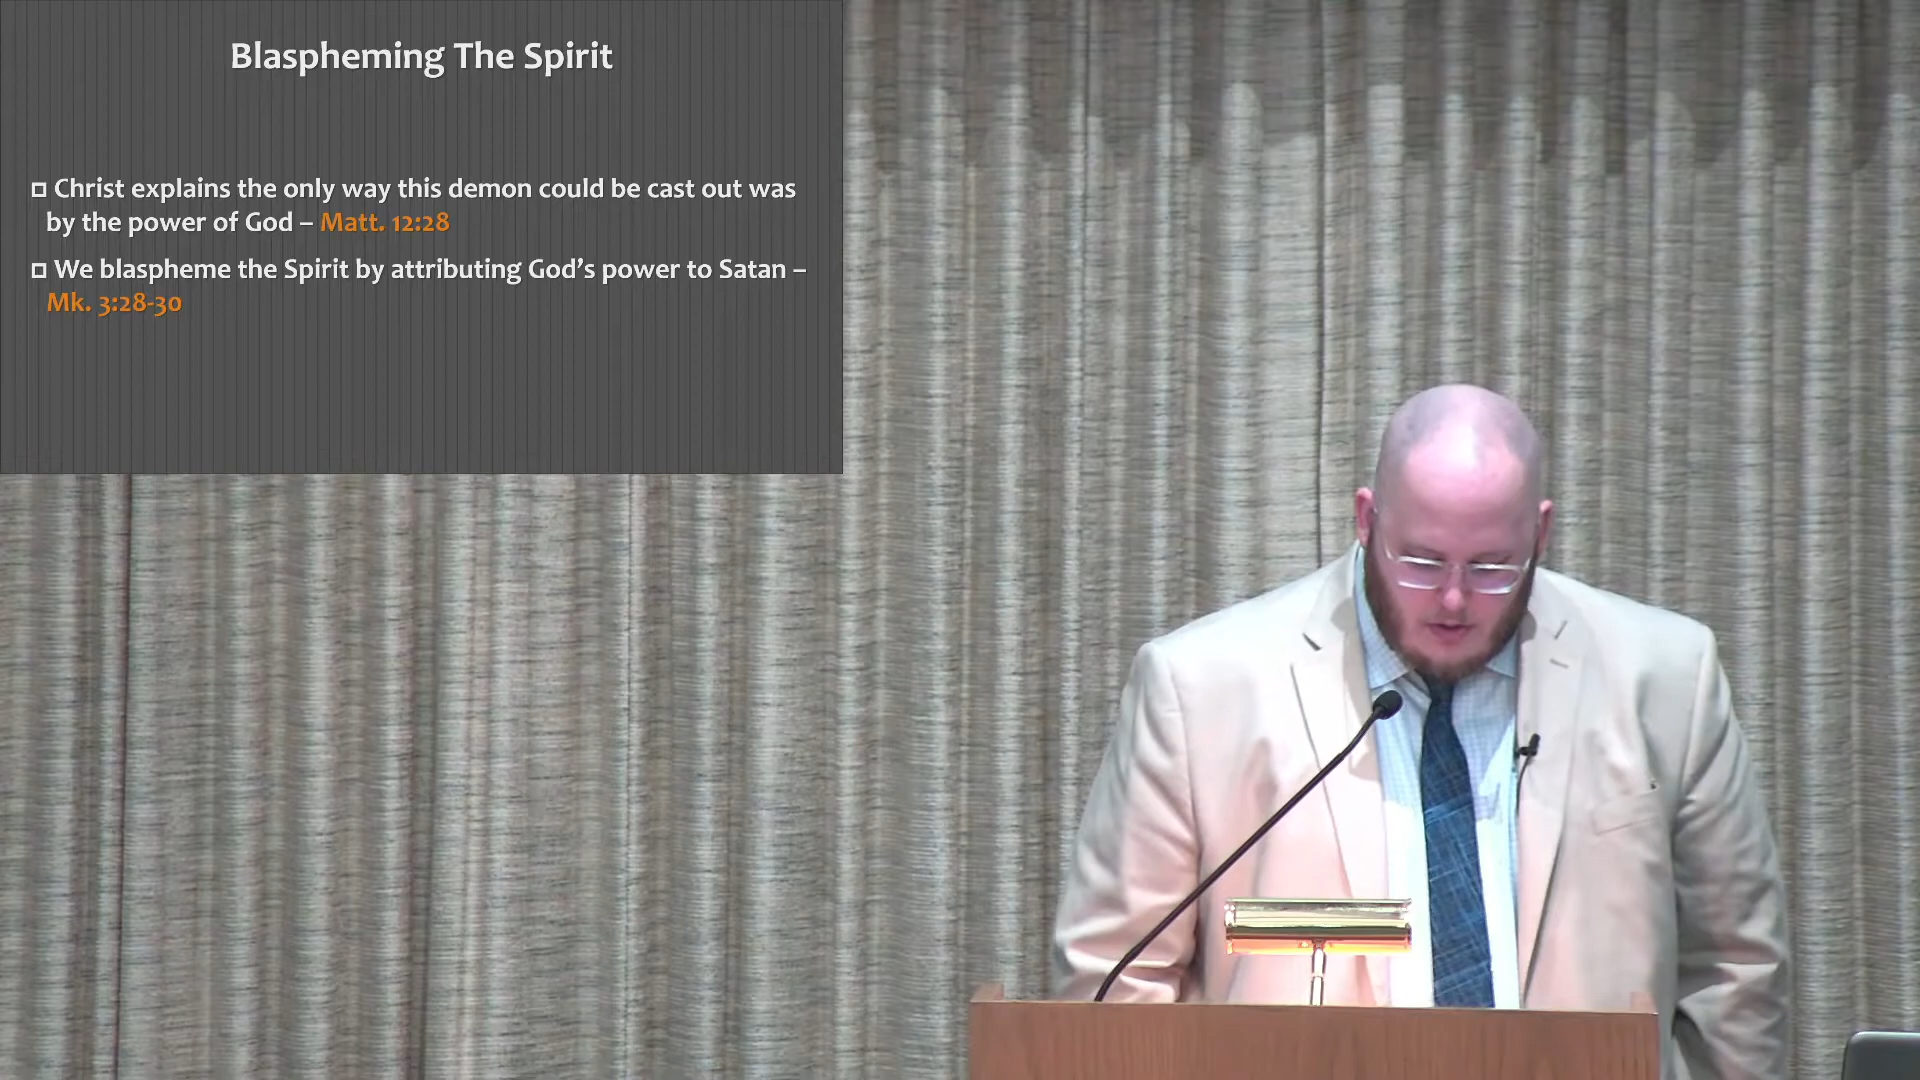 Blaspheming The Spirit
Christ explains the only way this demon could be cast out was
by the power of God – Matt. 12:28
We blaspheme the Spirit by attributing God's power to Satan –
Mk. 3:28-30